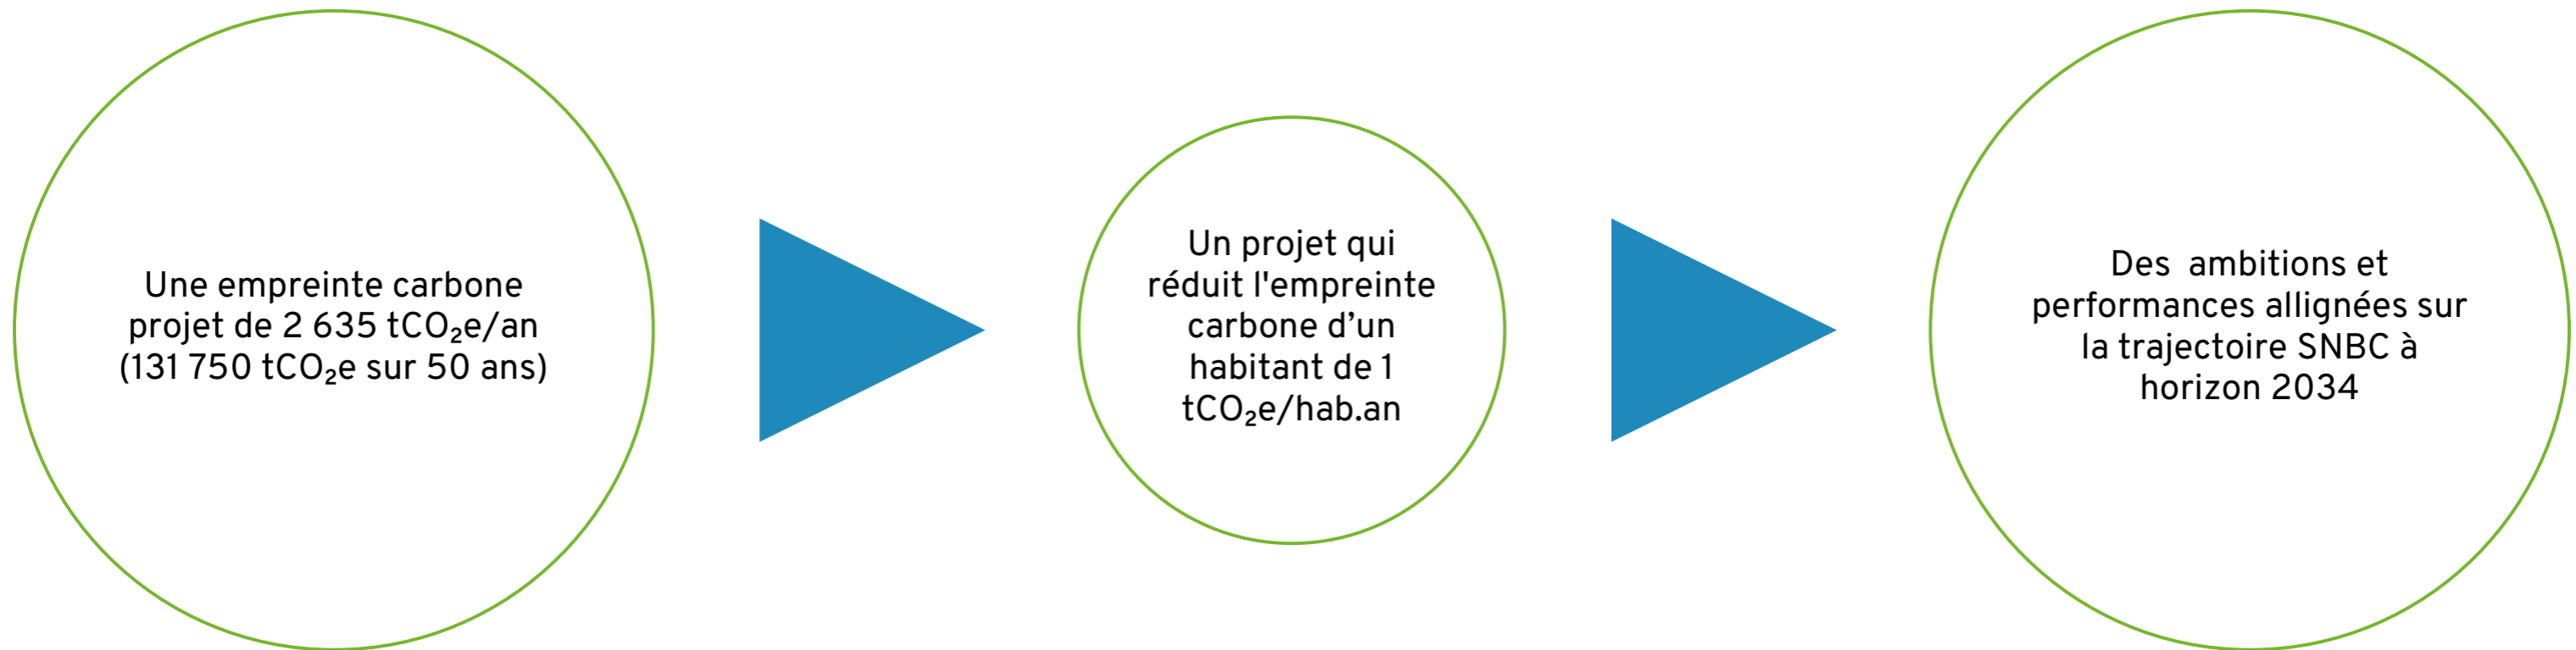 Une empreinte carbone
projet de 2 635 tCO₂e/an
(131 750 tCO₂e sur 50 ans)
Un projet qui
réduit l'empreinte
carbone d’un
habitant de 1
tCO₂e/hab.an
Des  ambitions et
performances allignées sur
la trajectoire SNBC à
horizon 2034